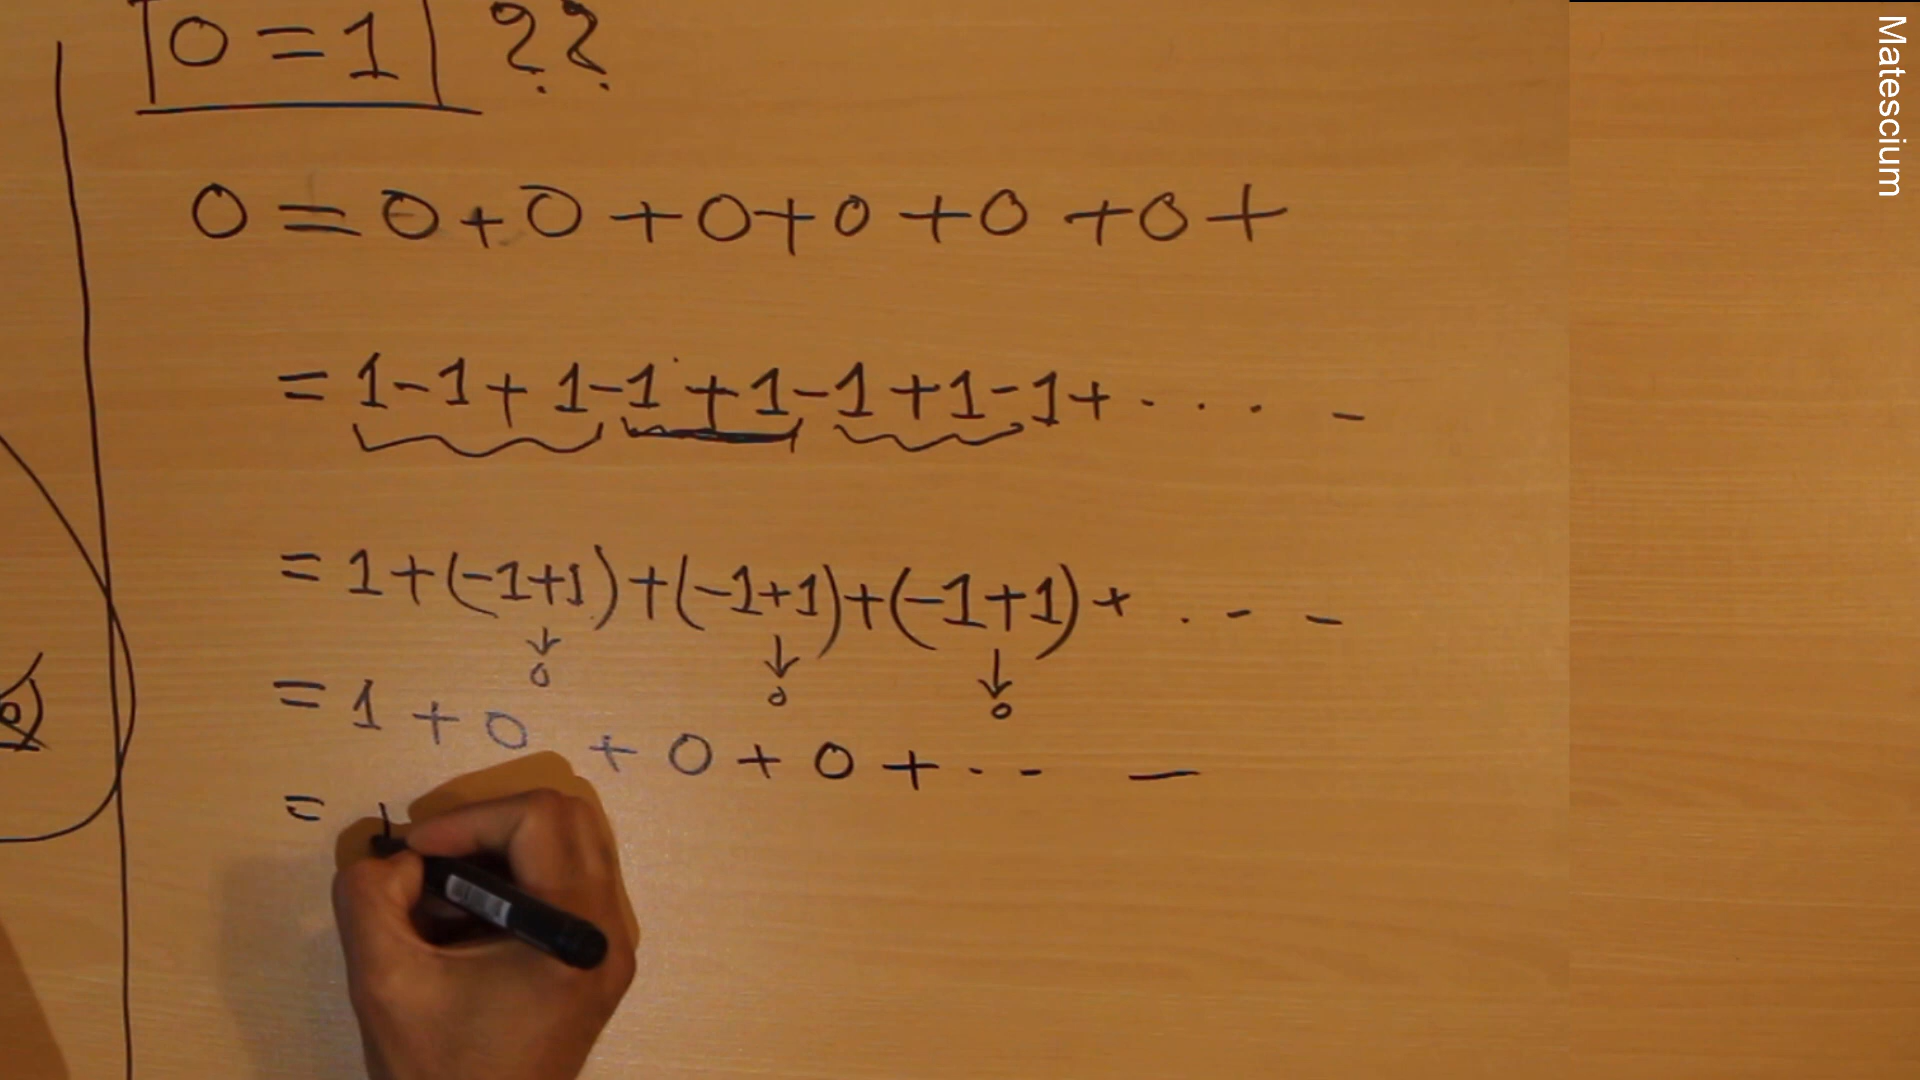 0 = 1 ??
0 = 0 + 0 + 0 + 0 + 0 + 0 +
= 1 - 1 + 1 - 1 + 1 - 1 + 1 - 1 + . . . . -
= 1 + (-1+1) + (-1+1) + (-1+1) + . - -
↓ ↓ ↓
0 0 0
= 1 + 0 + 0 + 0 + - - —
=
Matescium